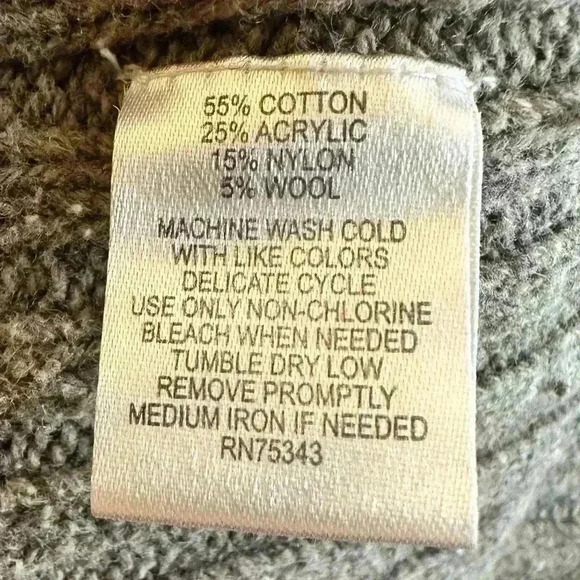 55% COTTON
25% ACRYLIC
15% NYLON
5% WOOL
MACHINE WASH COLD
WITH LIKE COLORS
DELICATE CYCLE
USE ONLY NON-CHLORINE
BLEACH WHEN NEEDED
TUMBLE DRY LOW
REMOVE PROMPTLY
MEDIUM IRON IF NEEDED
RN75343